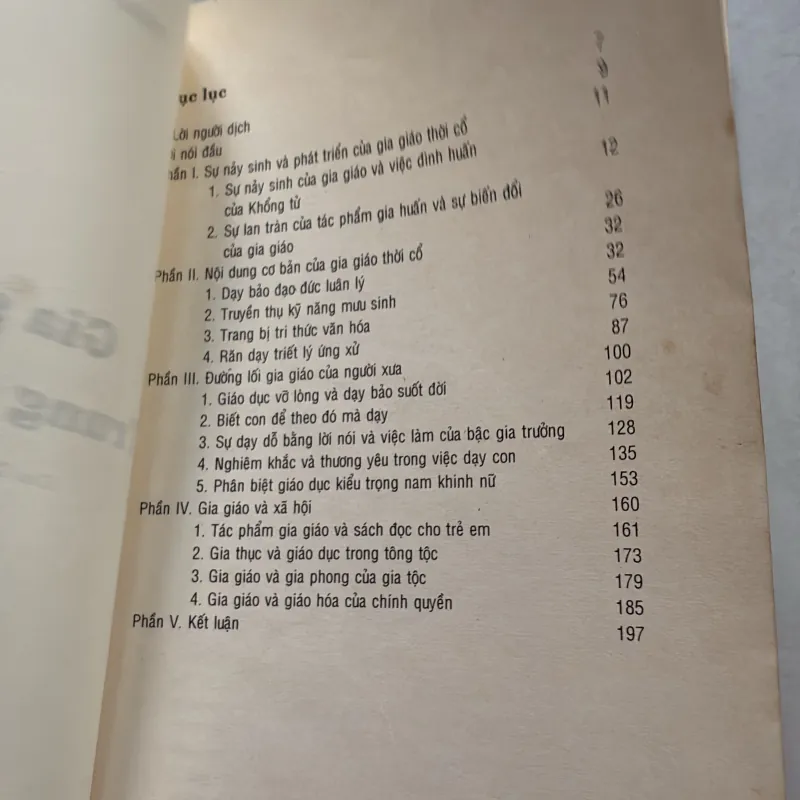 ục lục
Lời người dịch 7
i nói đầu 9
hần I. Sự nảy sinh và phát triển của gia giáo thời cổ 11
1. Sự nảy sinh của gia giáo và việc đình huấn
của Khổng tử 12
2. Sự lan tràn của tác phẩm gia huấn và sự biến đổi
của gia giáo 26
Phần II. Nội dung cơ bản của gia giáo thời cổ 32
1. Dạy bảo đạo đức luân lý 32
2. Truyền thụ kỹ năng mưu sinh 54
3. Trang bị tri thức văn hóa 76
4. Răn dạy triết lý ứng xử 87
Phần III. Đường lối gia giáo của người xưa 100
1. Giáo dục vỡ lòng và dạy bảo suốt đời 102
2. Biết con để theo đó mà dạy 119
3. Sự dạy dỗ bằng lời nói và việc làm của bậc gia trưởng 128
4. Nghiêm khắc và thương yêu trong việc dạy con 135
5. Phân biệt giáo dục kiểu trọng nam khinh nữ 153
Phần IV. Gia giáo và xã hội 160
1. Tác phẩm gia giáo và sách đọc cho trẻ em 161
2. Gia thục và giáo dục trong tông tộc 173
3. Gia giáo và gia phong của gia tộc 179
4. Gia giáo và giáo hóa của chính quyền 185
Phần V. Kết luận 197